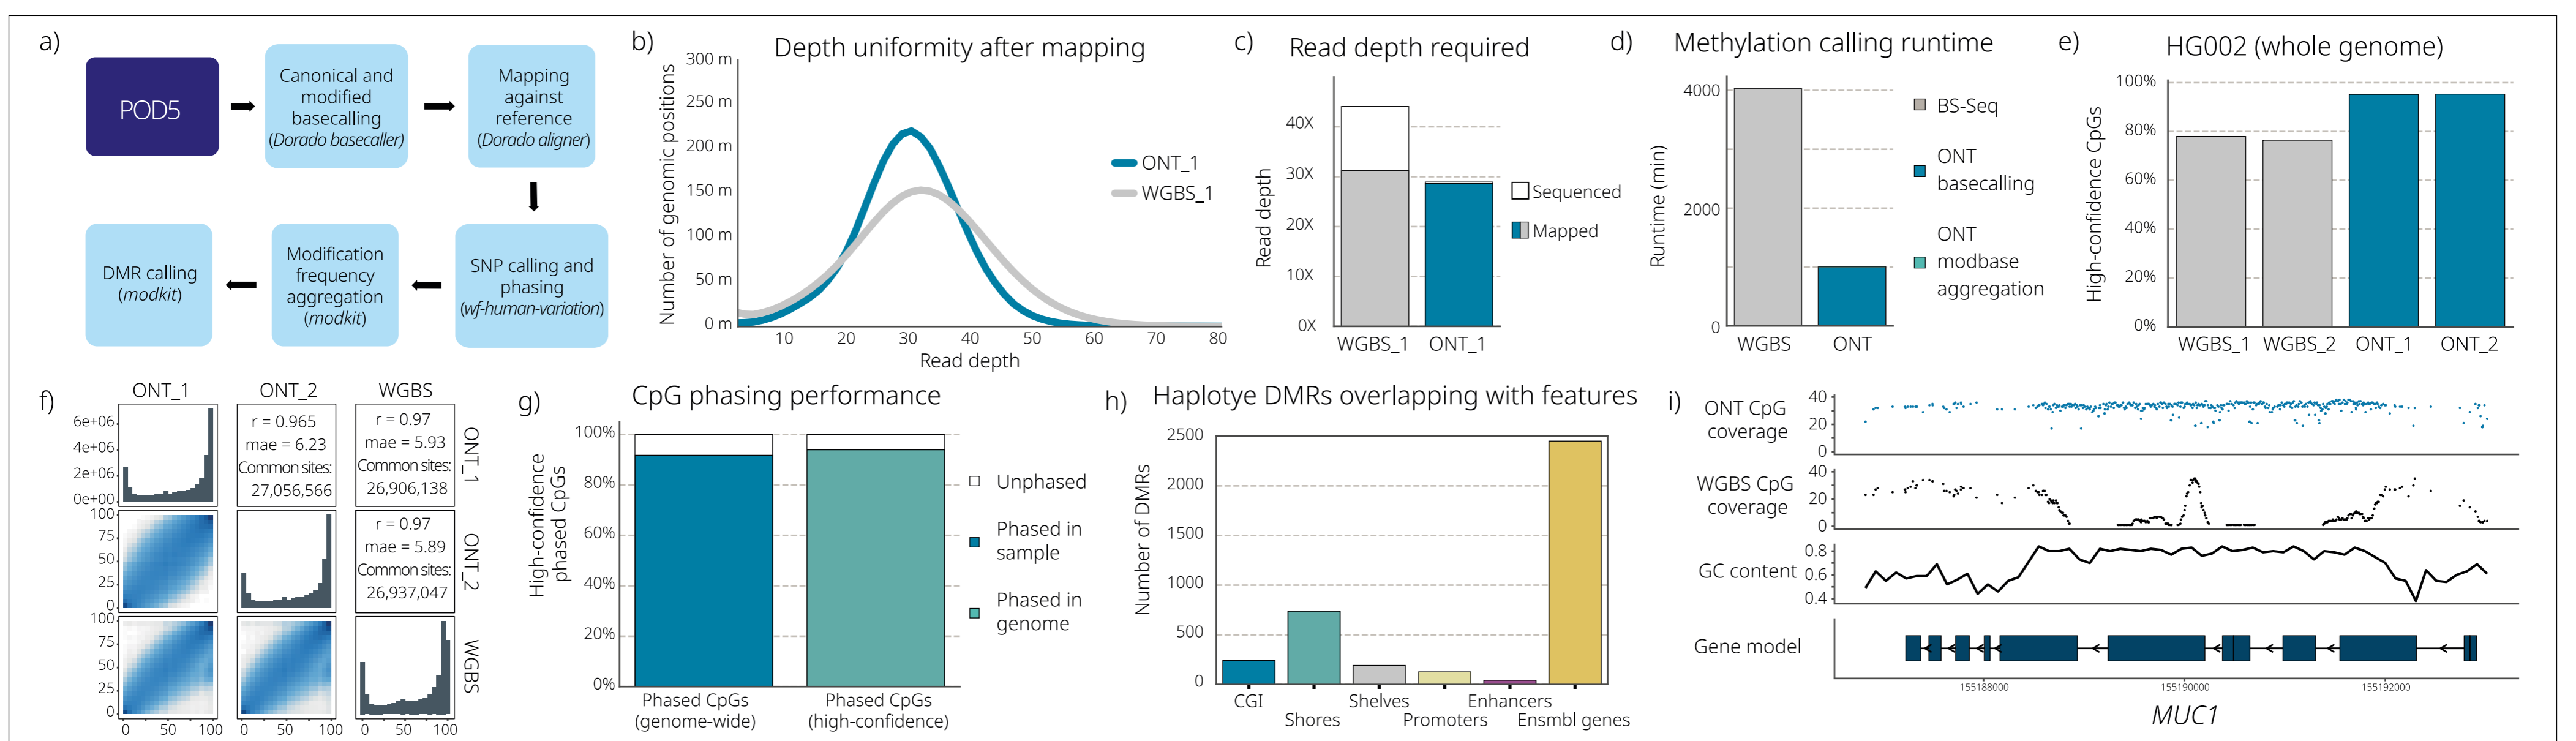 a)
POD5
Canonical and
modified
basecalling
(Dorado basecaller)
Mapping
against
reference
(Dorado aligner)
DMR calling
(modkit)
Modification
frequency
aggregation
(modkit)
SNP calling and
phasing
(wf-human-variation)
b)
Depth uniformity after mapping
Number of genomic positions
300 m
250 m
200 m
150 m
100 m
50 m
0 m
10 20 30 40 50 60 70 80
Read depth
ONT_1
WGBS_1
c)
Read depth required
Read depth
40X
30X
20X
10X
0X
WGBS_1 ONT_1
Sequenced
Mapped
d)
Methylation calling runtime
Runtime (min)
4000
2000
0
WGBS ONT
BS-Seq
ONT
basecalling
ONT
modbase
aggregation
e)
HG002 (whole genome)
High-confidence CpGs
100%
80%
60%
40%
20%
0%
WGBS_1 WGBS_2 ONT_1 ONT_2
f)
ONT_1 ONT_2 WGBS
6e+06
4e+06
2e+06
0e+00
r = 0.965
mae = 6.23
Common sites:
27,056,566
r = 0.97
mae = 5.93
Common sites:
26,906,138
ONT_1
100
75
50
25
0
r = 0.97
mae = 5.89
Common sites:
26,937,047
ONT_2
100
75
50
25
0
WGBS
0 50 100 0 50 100 0 50 100
g)
CpG phasing performance
High-confidence
phased CpGs
100%
80%
60%
40%
20%
0%
Phased CpGs
(genome-wide)
Phased CpGs
(high-confidence)
Unphased
Phased in
sample
Phased in
genome
h)
Haplotye DMRs overlapping with features
Number of DMRs
2500
2000
1500
1000
500
0
CGI
Shores
Shelves
Promoters
Enhancers
Ensmbl genes
i)
ONT CpG
coverage
40
20
0
WGBS CpG
coverage
40
20
0
GC content
0.8
0.6
0.4
Gene model
155188000 155190000 155192000
MUC1